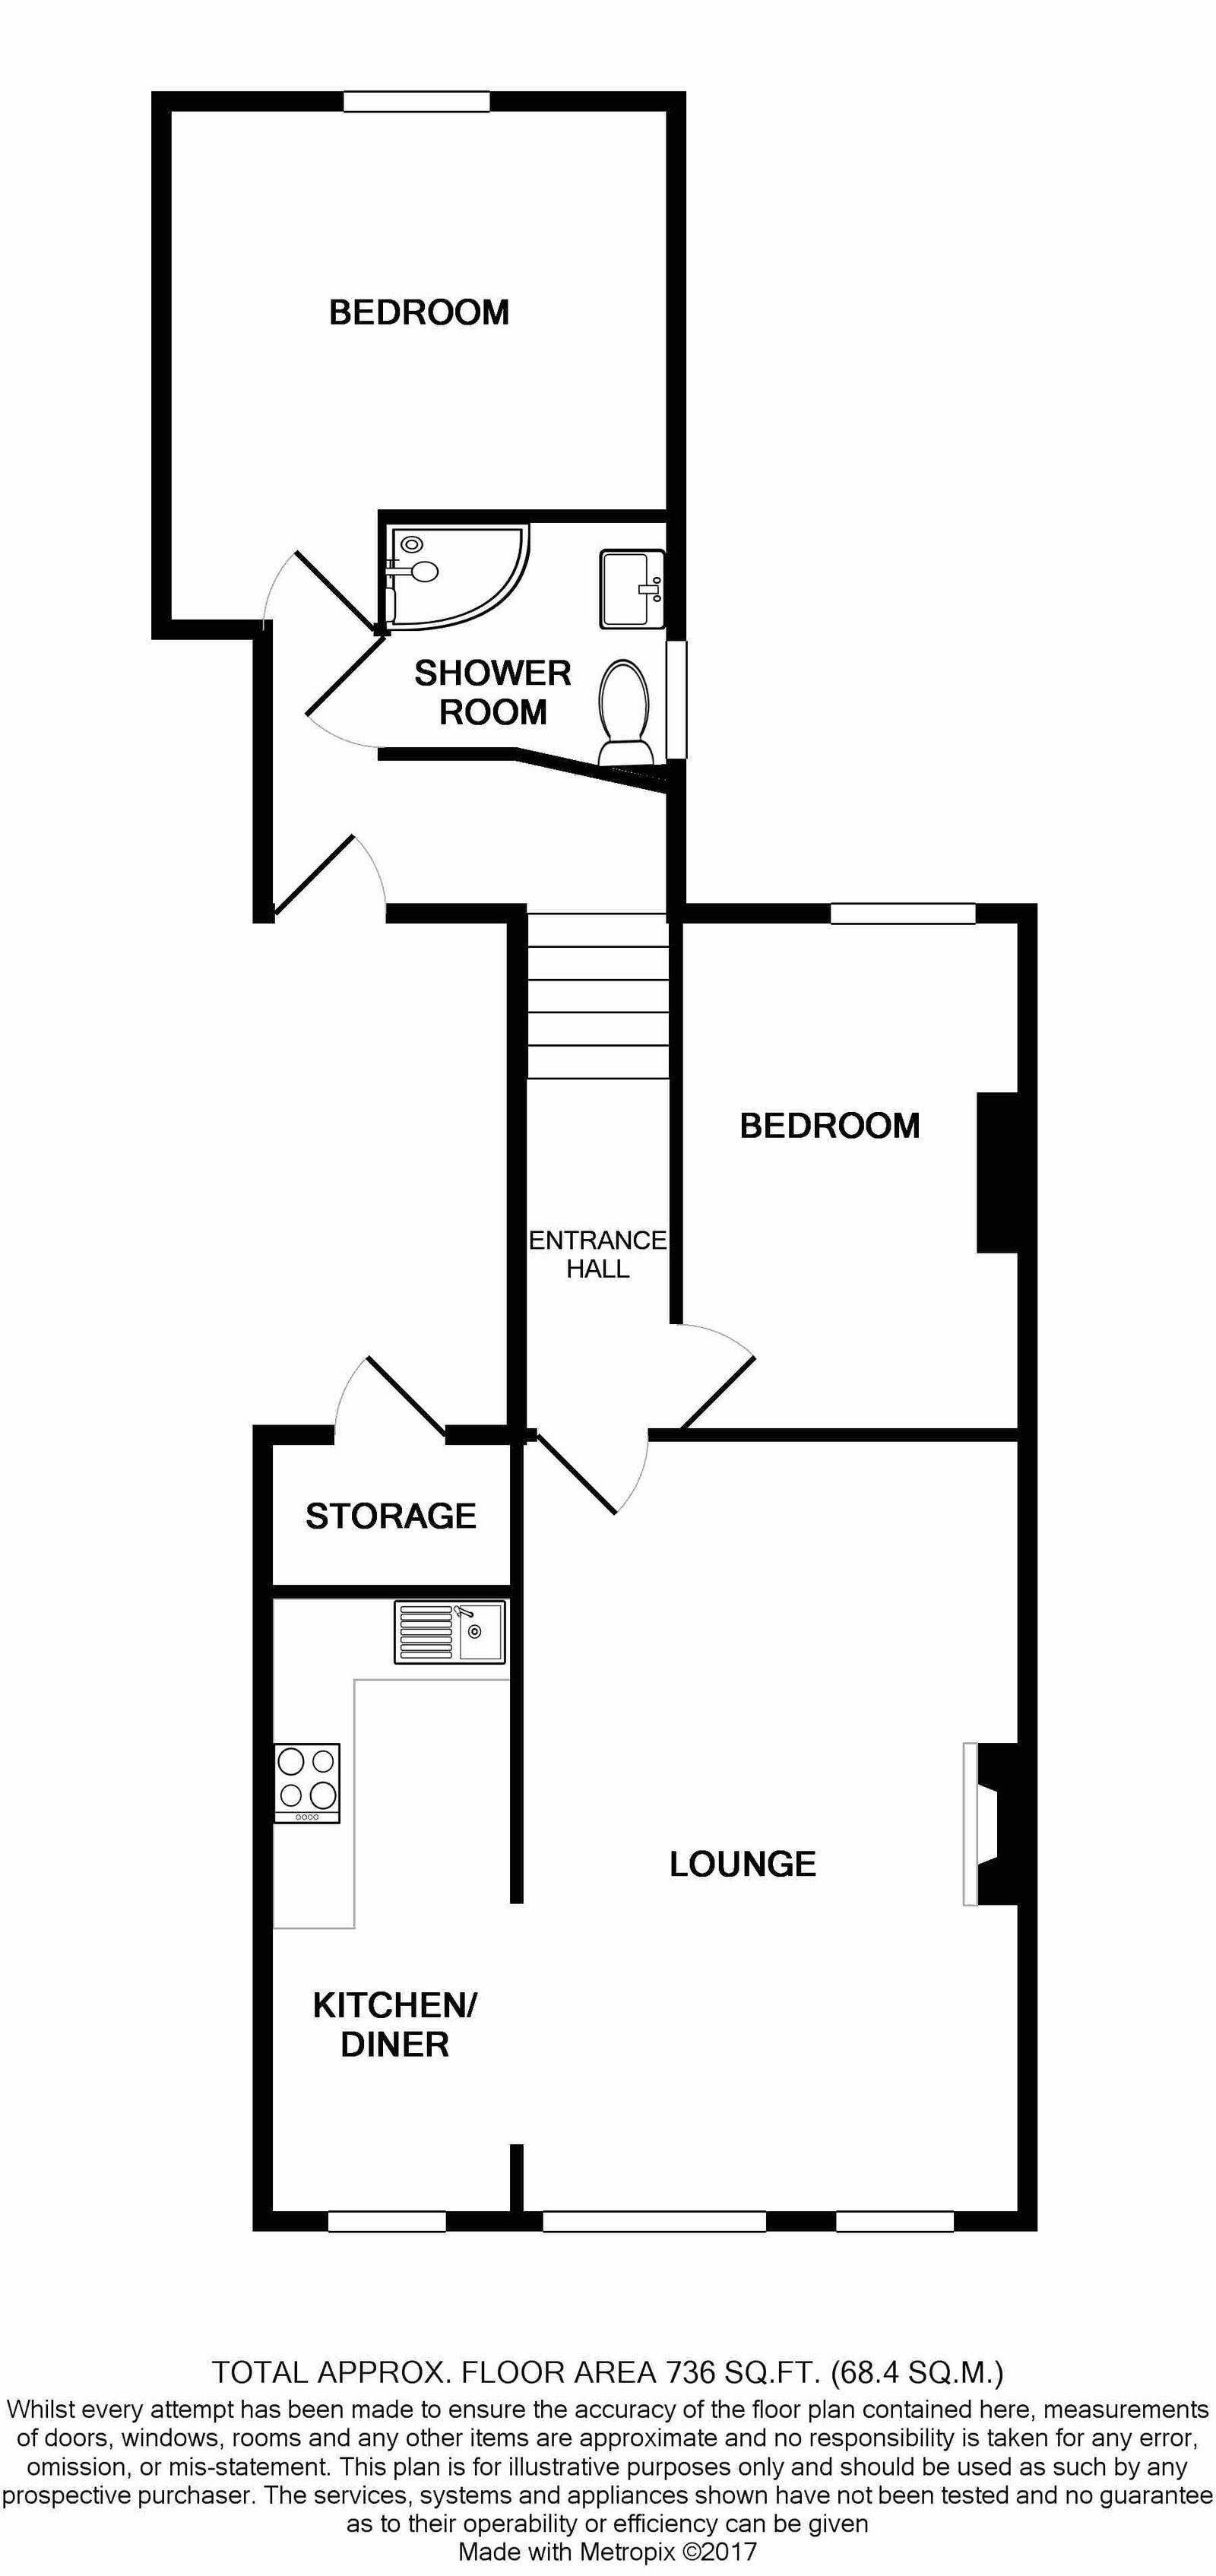 BEDROOM
SHOWER
ROOM
BEDROOM
ENTRANCE
HALL
STORAGE
LOUNGE
KITCHEN/
DINER
TOTAL APPROX. FLOOR AREA 736 SQ.FT. (68.4 SQ.M.)
Whilst every attempt has been made to ensure the accuracy of the floor plan contained here, measurements
of doors, windows, rooms and any other items are approximate and no responsibility is taken for any error,
omission, or mis-statement. This plan is for illustrative purposes only and should be used as such by any
prospective purchaser. The services, systems and appliances shown have not been tested and no guarantee
as to their operability or efficiency can be given
Made with Metropix ©2017